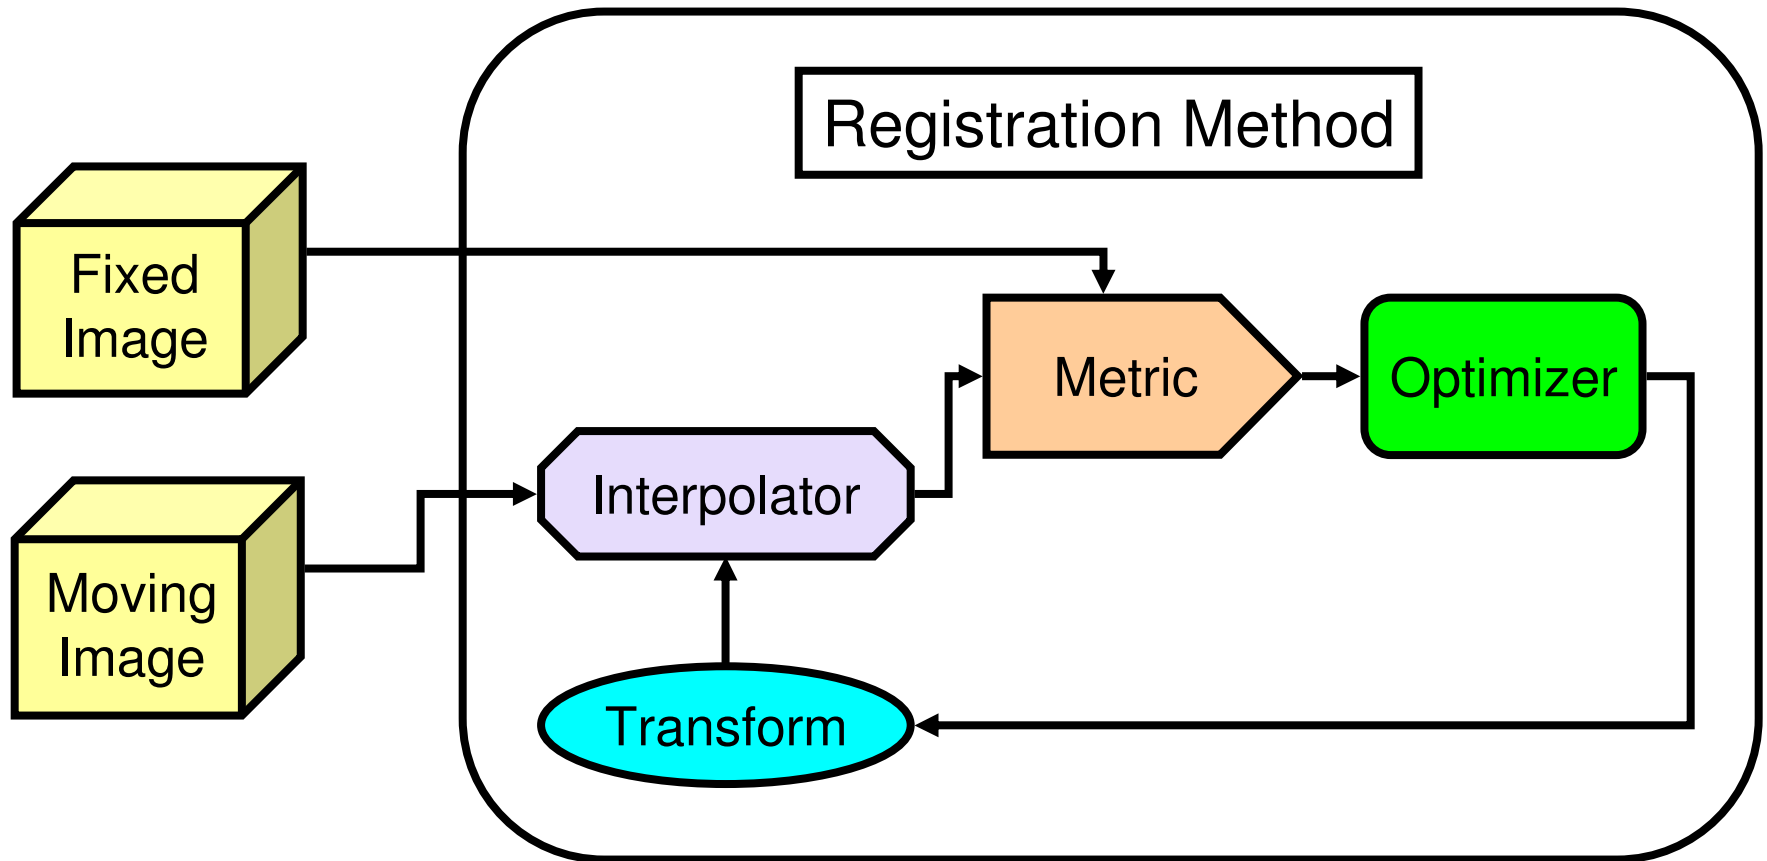 Registration Method
Fixed
Image
Metric
Optimizer
Interpolator
Moving
Image
Transform